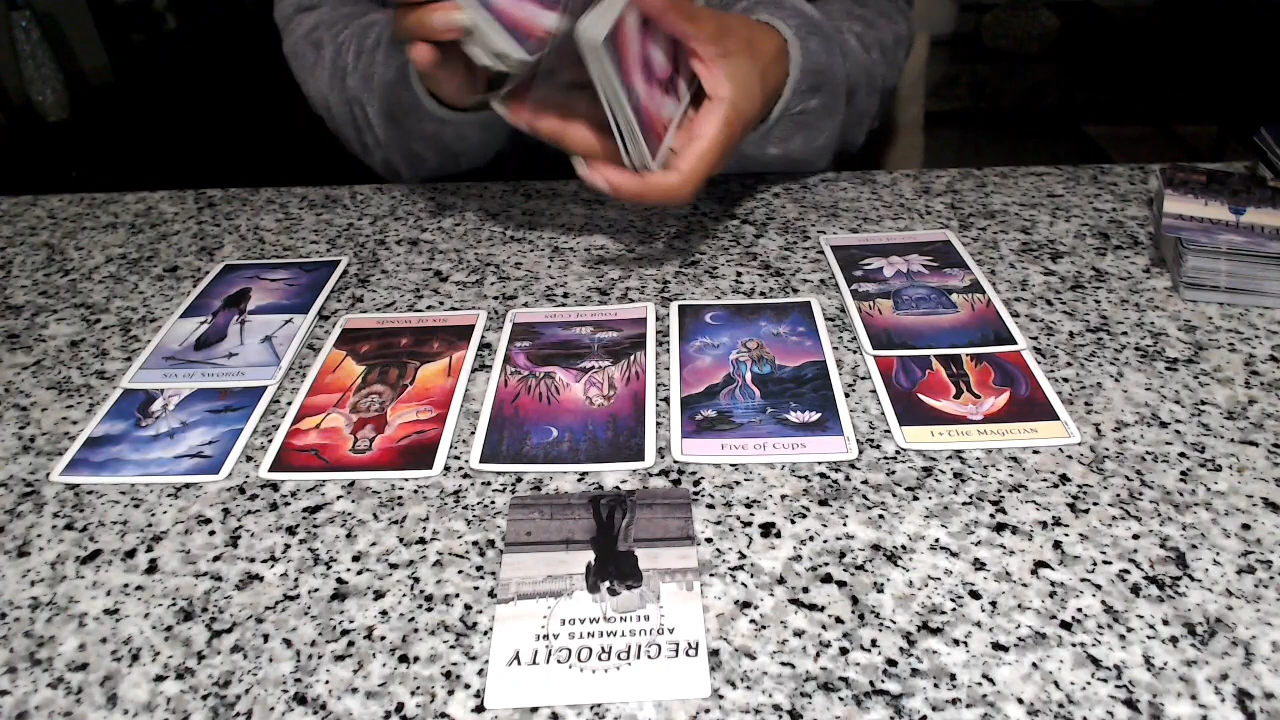 Six of Swords
Six of Wands
Four of Cups
Five of Cups
I + The Magician
RECIPROCITY
ADJUSTMENTS ARE
BEING MADE